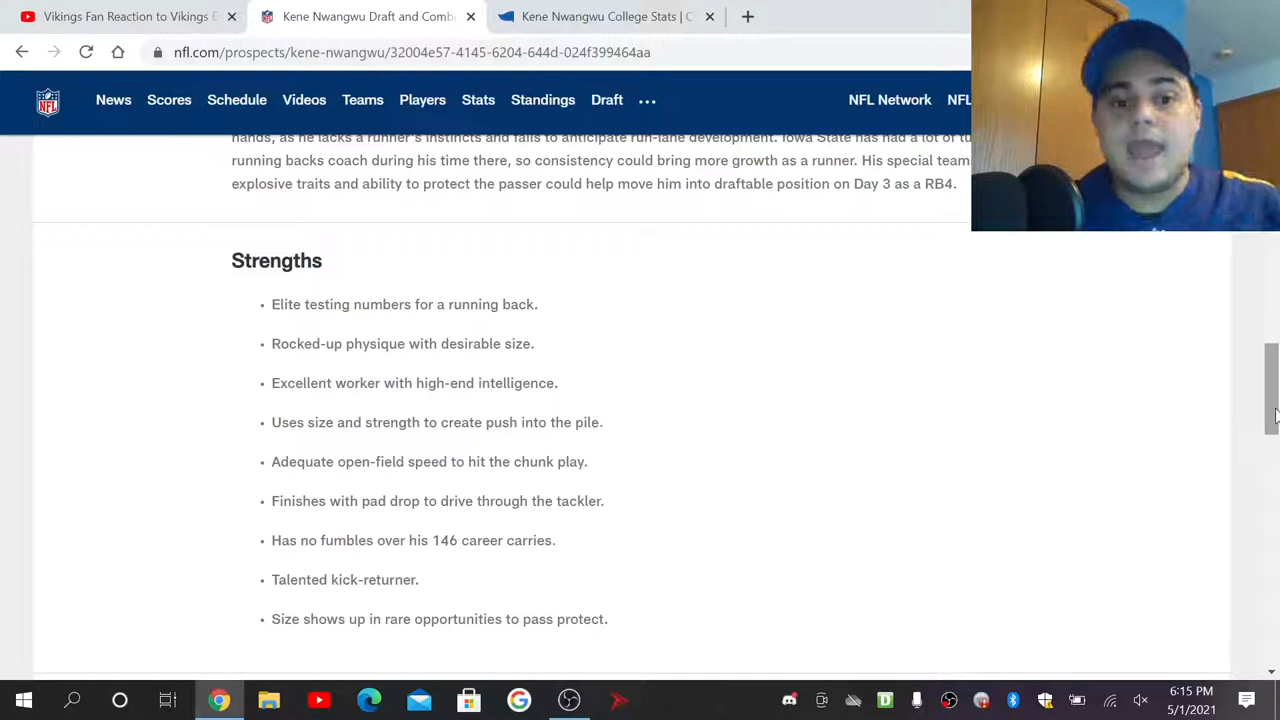 Vikings Fan Reaction to Vikings
Kene Nwangwu Draft and Comb
Kene Nwangwu College Stats | C
nfl.com/prospects/kene-nwangwu/32004e57-4145-6204-644d-024f399464aa
NFL
News Scores Schedule Videos Teams Players Stats Standings Draft ... NFL Network NFL
hands, as he lacks a runner's instincts and fails to anticipate run-lane development. Iowa State has had a lot of
running backs coach during his time there, so consistency could bring more growth as a runner. His special team
explosive traits and ability to protect the passer could help move him into draftable position on Day 3 as a RB4.
Strengths
• Elite testing numbers for a running back.
• Rocked-up physique with desirable size.
• Excellent worker with high-end intelligence.
• Uses size and strength to create push into the pile.
• Adequate open-field speed to hit the chunk play.
• Finishes with pad drop to drive through the tackler.
• Has no fumbles over his 146 career carries.
• Talented kick-returner.
• Size shows up in rare opportunities to pass protect.
6:15 PM
5/1/2021